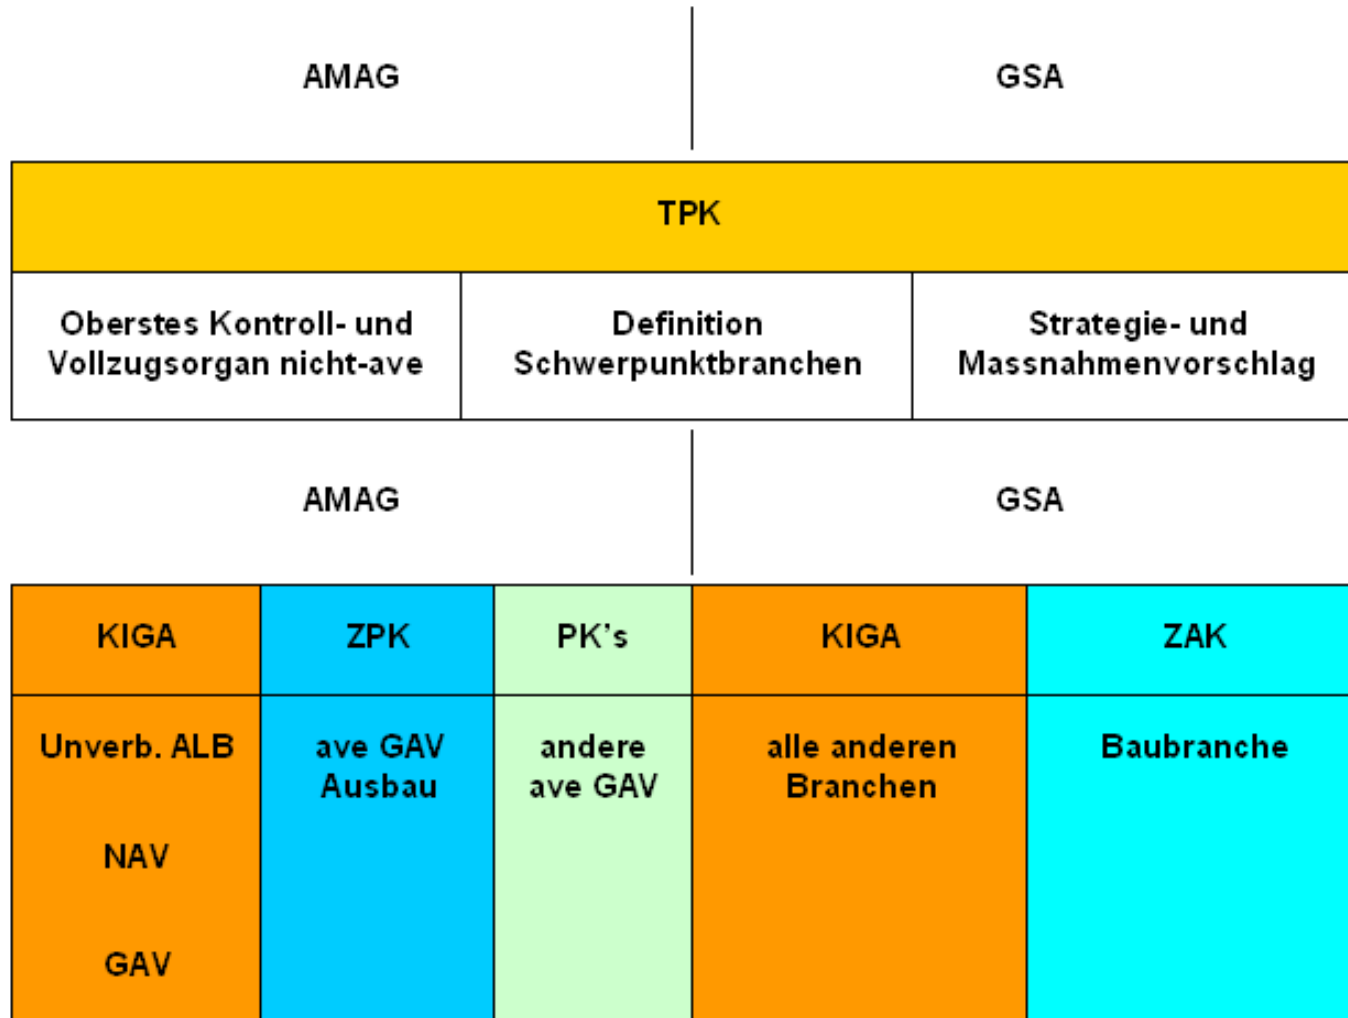 AMAG
GSA
TPK
Oberstes Kontroll- und
Vollzugsorgan nicht-ave
Definition
Schwerpunktbranchen
Strategie- und
Massnahmenvorschlag
AMAG
GSA
KIGA
ZPK
PK's
KIGA
ZAK
Unverb. ALB
NAV
GAV
ave GAV
Ausbau
andere
ave GAV
alle anderen
Branchen
Baubranche